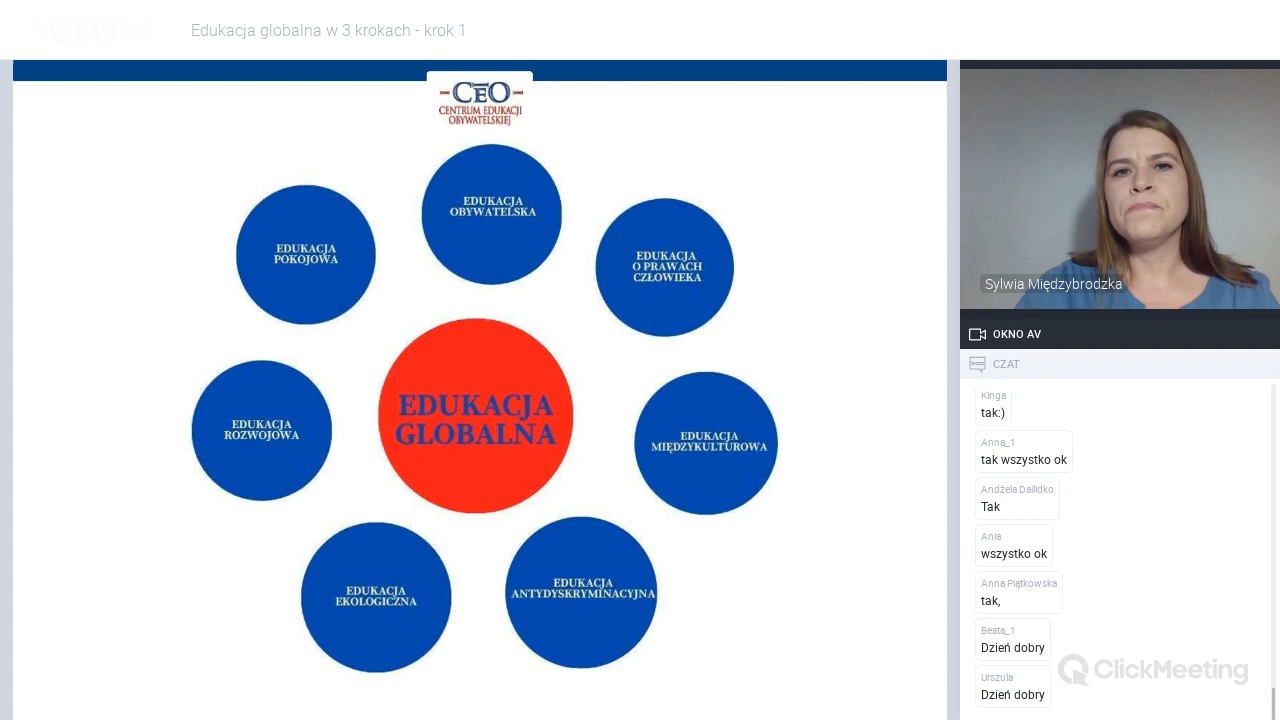 Edukacja globalna w 3 krokach - krok 1
CEO
CENTRUM EDUKACJI
OBYWATELSKIEJ
EDUKACJA
OBYWATELSKA
EDUKACJA
POKOJOWA
EDUKACJA
O PRAWACH
CZŁOWIEKA
EDUKACJA
GLOBALNA
EDUKACJA
ROZWOJOWA
EDUKACJA
MIĘDZYKULTUROWA
EDUKACJA
EKOLOGICZNA
EDUKACJA
ANTYDYSKRYMINACYJNA
Sylwia Międzybrodzka
OKNO AV
CZAT
Kinga
tak:)
Anna_1
tak wszystko ok
Andżela Dailidko
Tak
Ania
wszystko ok
Anna Piątkowska
tak,
Beata_1
Dzień dobry
Urszula
Dzień dobry
ClickMeeting